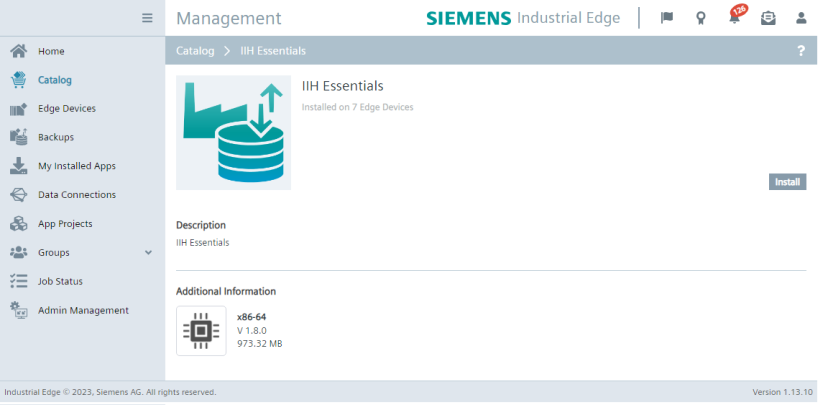 Management
SIEMENS Industrial Edge
126
Home
Catalog
Edge Devices
Backups
My Installed Apps
Data Connections
App Projects
Groups
Job Status
Admin Management
Catalog > IIH Essentials
?
IIH Essentials
Installed on 7 Edge Devices
Install
Description
IIH Essentials
Additional Information
x86-64
V 1.8.0
973.32 MB
Industrial Edge © 2023, Siemens AG. All rights reserved.
Version 1.13.10